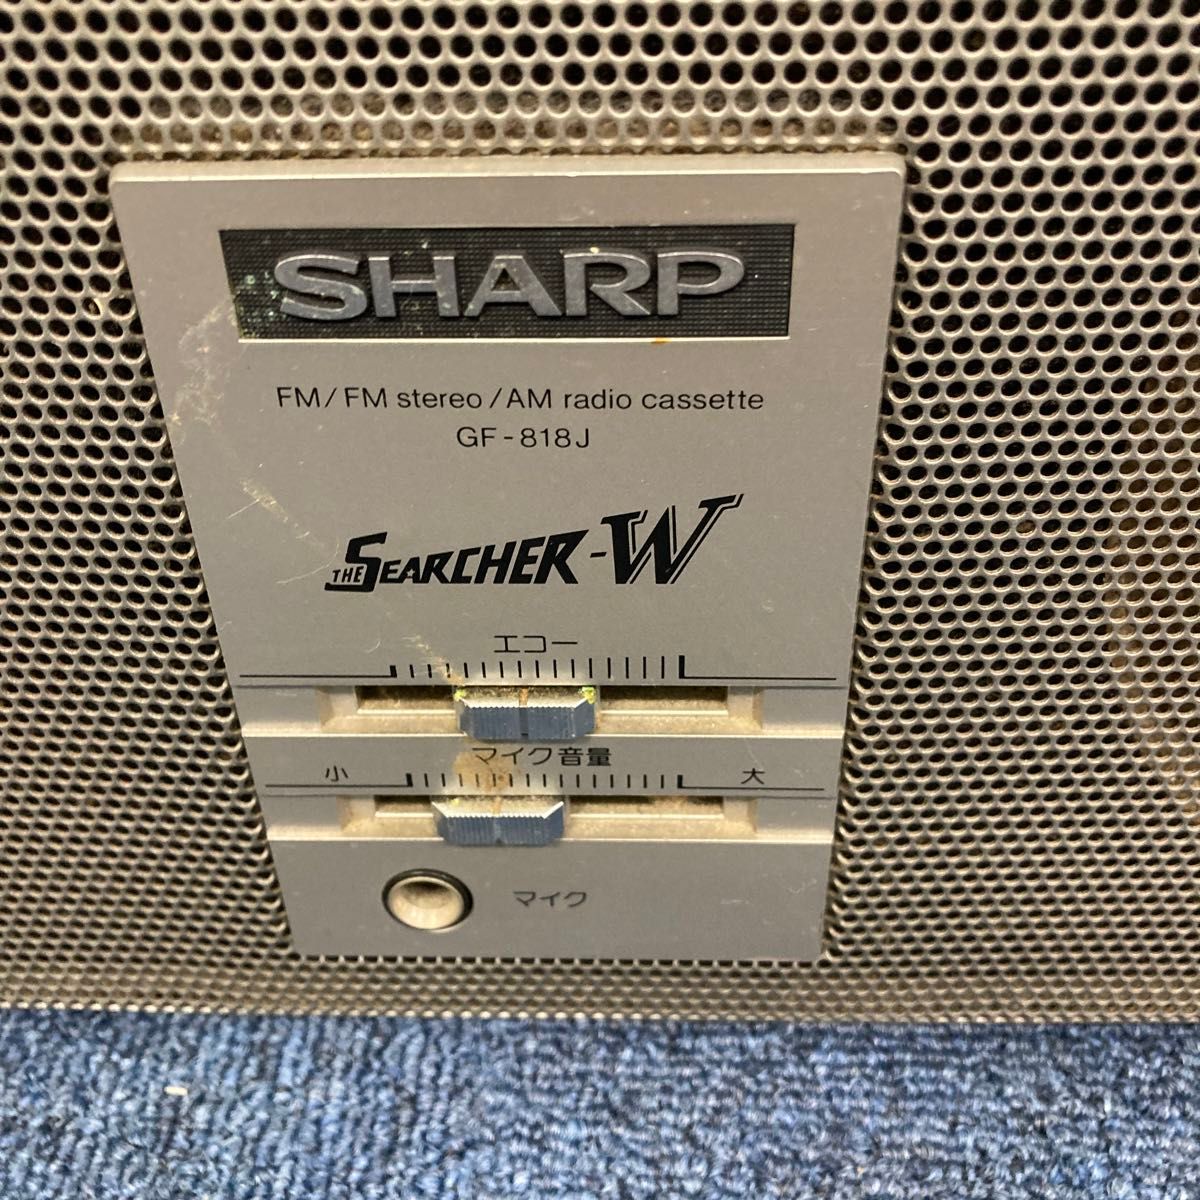 SHARP
FM/FM stereo/AM radio cassette
GF-818J
THE SEARCHER-W
エコー
マイク音量
小 大
マイク